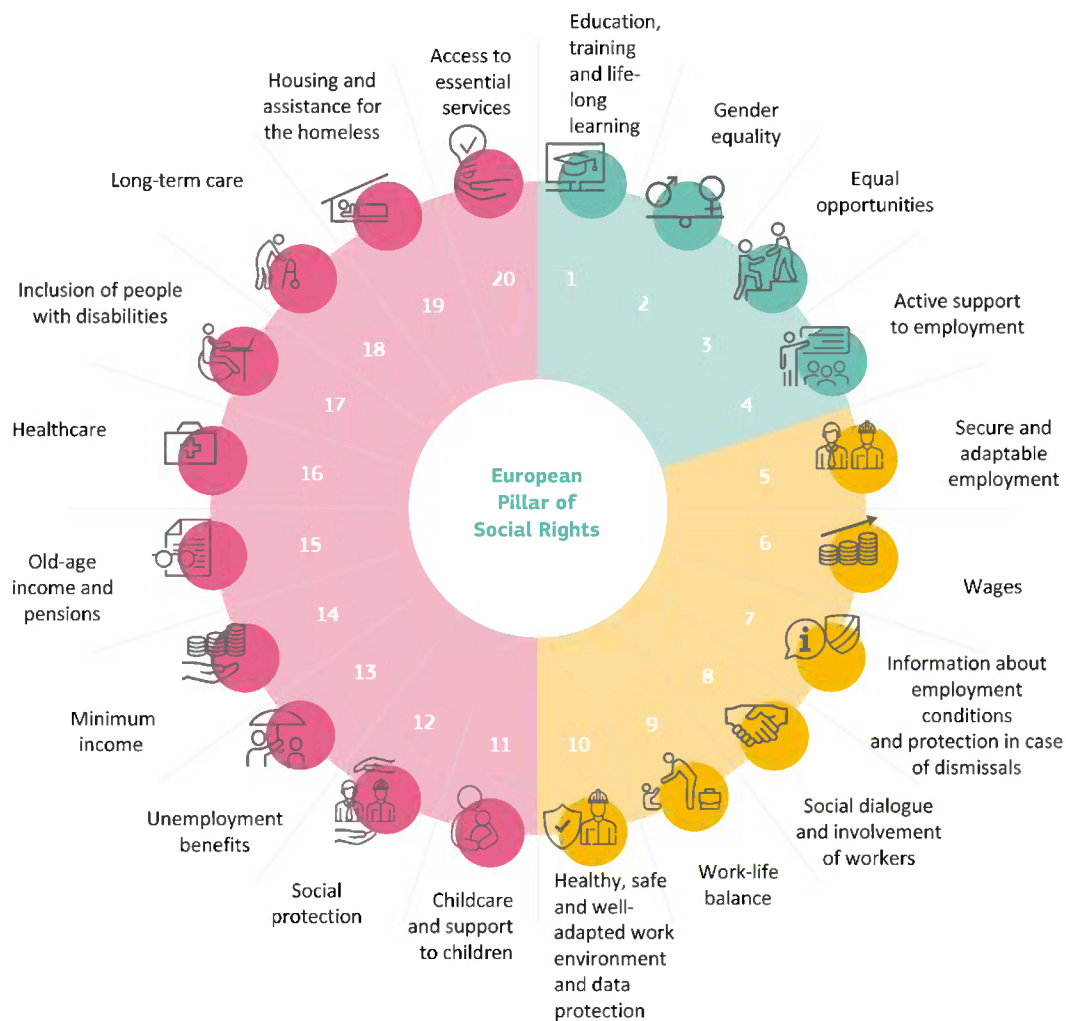 Education,
training
and life-
long
learning
Gender
equality
Equal
opportunities
Active support
to employment
Secure and
adaptable
employment
Wages
Information about
employment
conditions
and protection in case
of dismissals
Social dialogue
and involvement
of workers
Work-life
balance
Healthy, safe
and well-
adapted work
environment
and data
protection
Childcare
and support
to children
Social
protection
Unemployment
benefits
Minimum
income
Old-age
income and
pensions
Healthcare
Inclusion of people
with disabilities
Long-term care
Housing and
assistance for
the homeless
Access to
essential
services
1
2
3
4
5
6
7
8
9
10
11
12
13
14
15
16
17
18
19
20
European
Pillar of
Social Rights
i